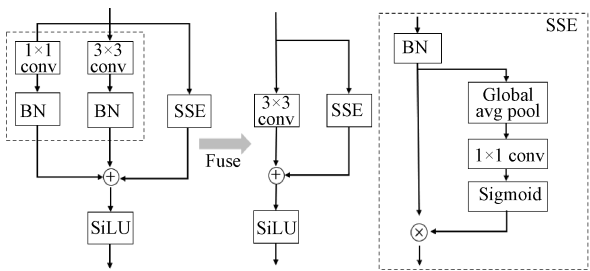 1×1
conv
3×3
conv
BN
BN
SSE
+
SiLU
Fuse
3×3
conv
SSE
+
SiLU
SSE
BN
Global
avg pool
1×1 conv
Sigmoid
×